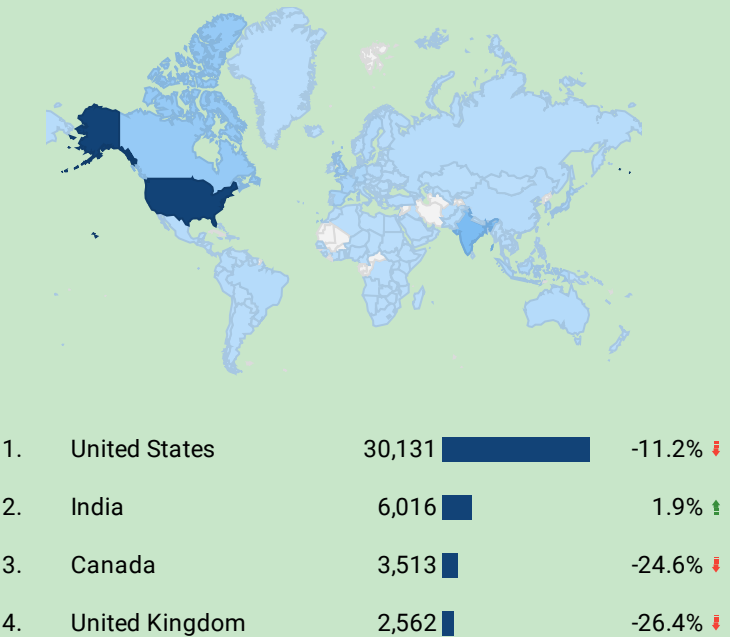 1. United States 30,131 -11.2%
2. India 6,016 1.9%
3. Canada 3,513 -24.6%
4. United Kingdom 2,562 -26.4%